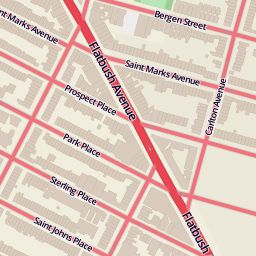 Bergen Street
nt Marks Avenue
Saint Marks Avenue
Flatbush Avenue
Prospect Place
Carlton Avenue
Park Place
Sterling Place
Saint Johns Place
Flatbush